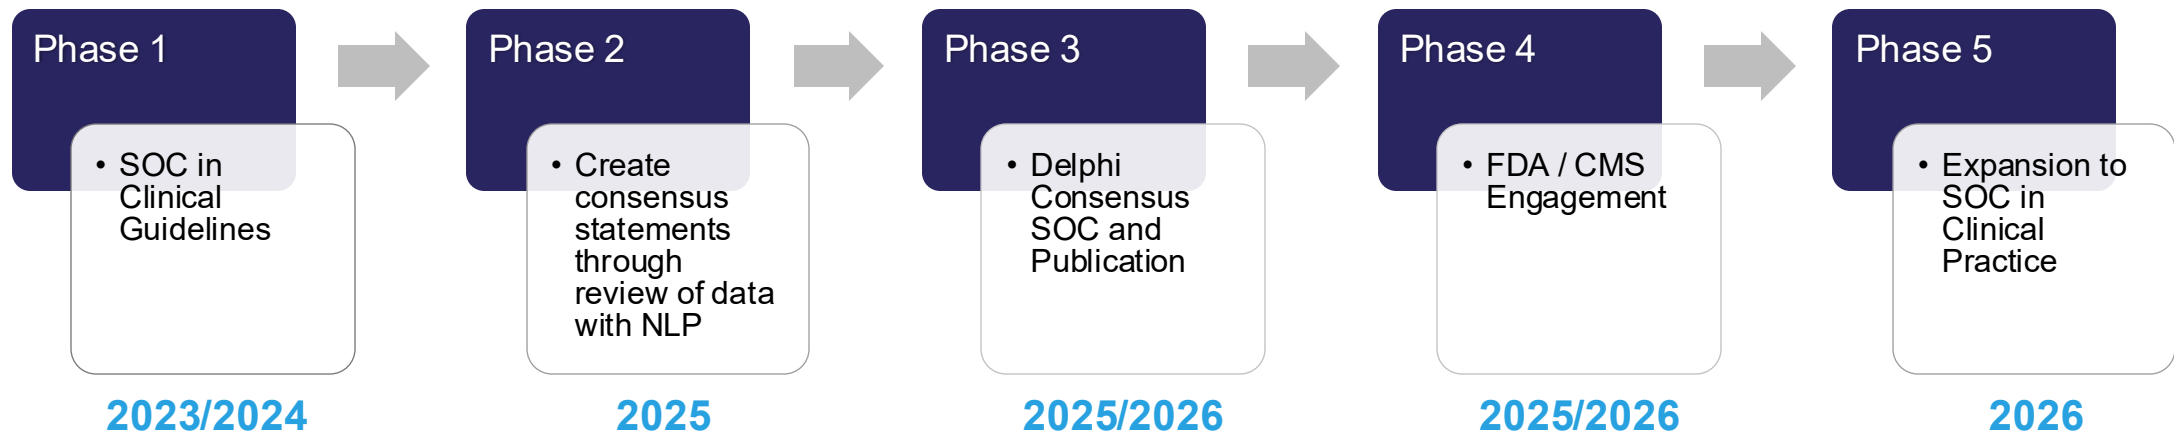 Phase 1
• SOC in
Clinical
Guidelines
2023/2024
Phase 2
• Create
consensus
statements
through
review of data
with NLP
2025
Phase 3
• Delphi
Consensus
SOC and
Publication
2025/2026
Phase 4
• FDA / CMS
Engagement
2025/2026
Phase 5
• Expansion to
SOC in
Clinical
Practice
2026